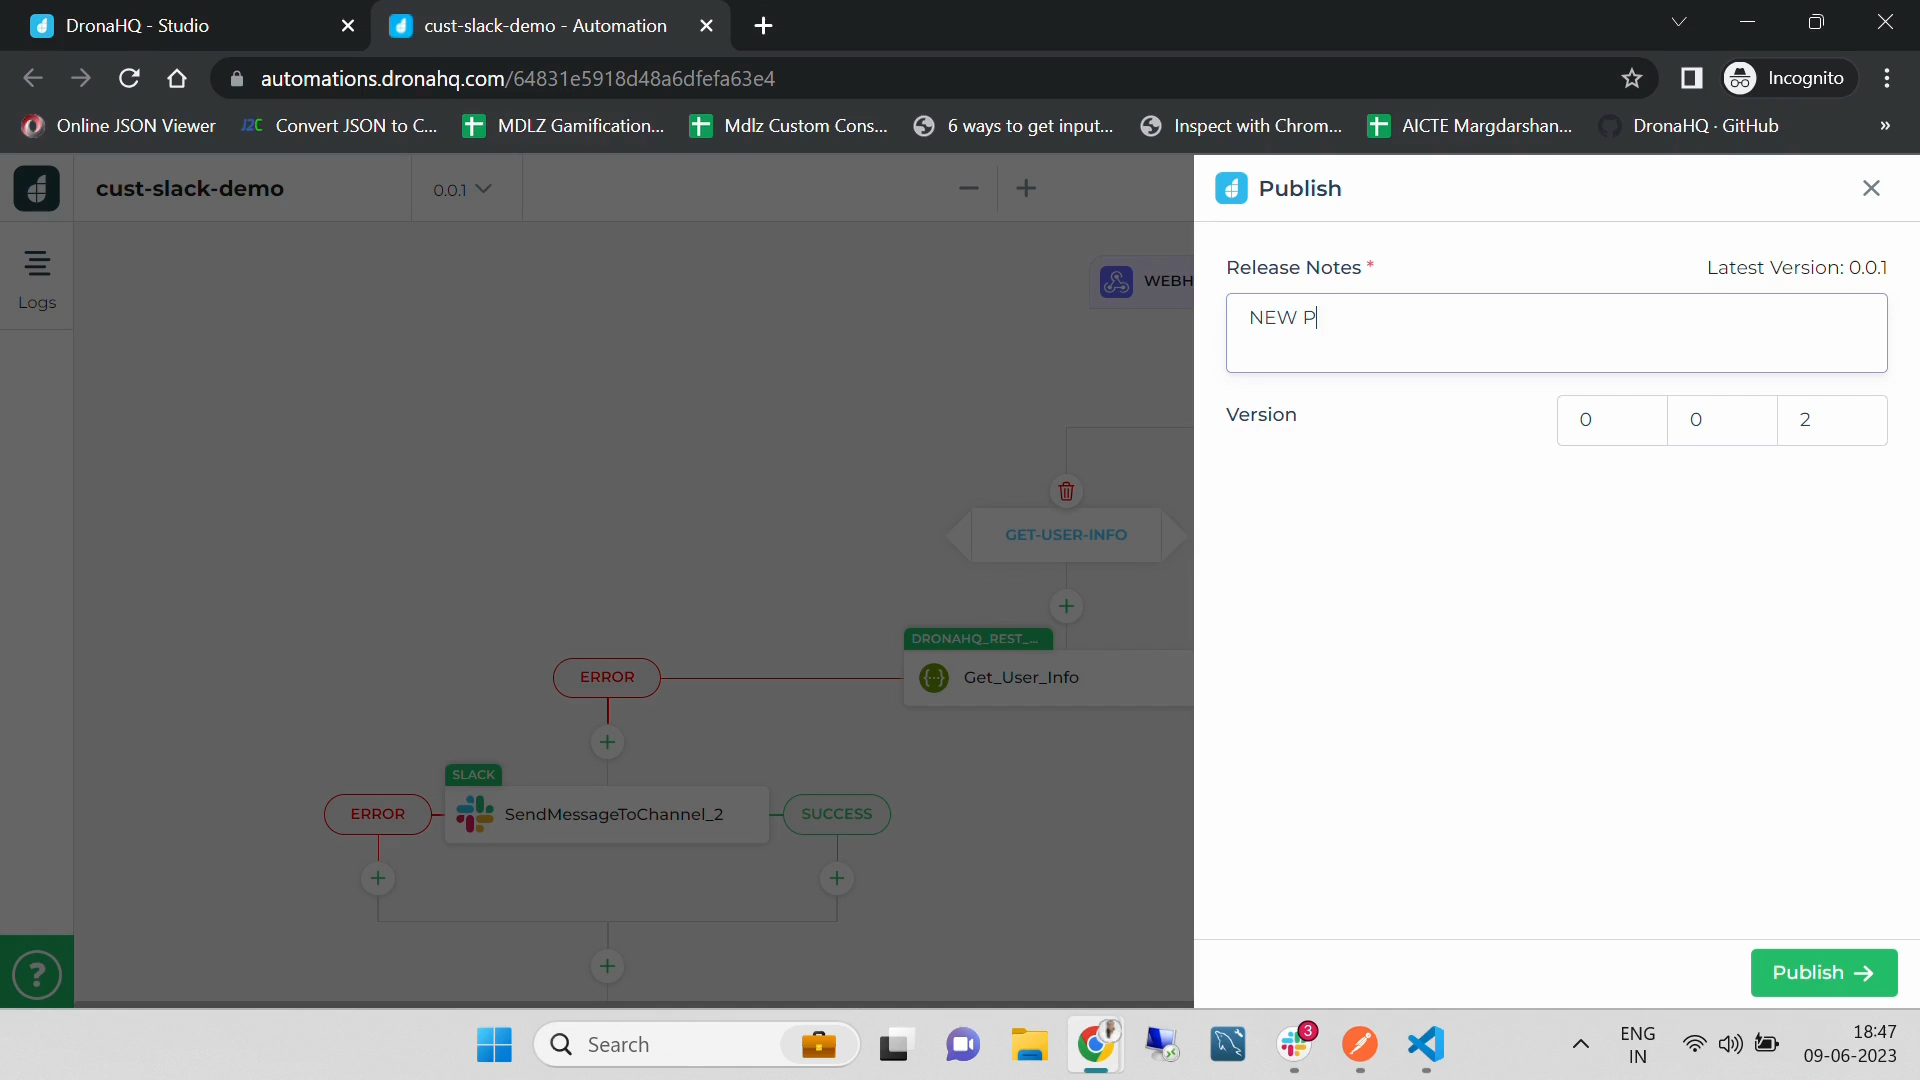 DronaHQ - Studio
cust-slack-demo - Automation
automations.dronahq.com/64831e5918d48a6dfefa63e4
Incognito
Online JSON Viewer
J2C Convert JSON to C...
MDLZ Gamification...
Mdlz Custom Cons...
6 ways to get input...
Inspect with Chrom...
AICTE Margdarshan...
DronaHQ · GitHub
»
cust-slack-demo
0.0.1
Logs
WEBH
GET-USER-INFO
DRONAHQ_REST_...
Get_User_Info
ERROR
SLACK
ERROR
SendMessageToChannel_2
SUCCESS
?
Publish
Release Notes *
Latest Version: 0.0.1
NEW P
Version
0
0
2
Publish
Search
3
ENG
IN
18:47
09-06-2023